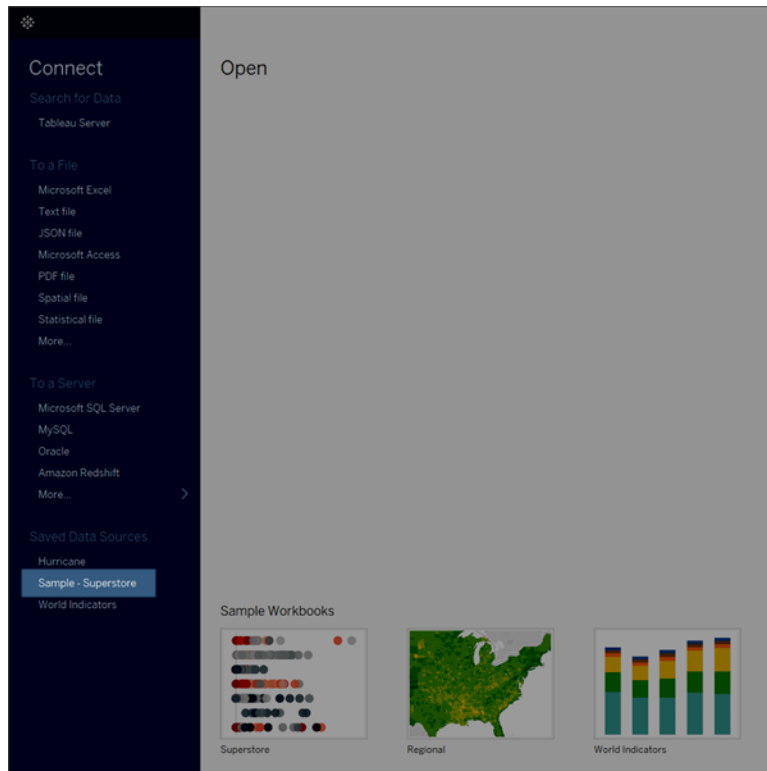 Connect
Search for Data
Tableau Server
To a File
Microsoft Excel
Text file
JSON file
Microsoft Access
PDF file
Spatial file
Statistical file
More...
To a Server
Microsoft SQL Server
MySQL
Oracle
Amazon Redshift
More...
Saved Data Sources
Hurricane
Sample - Superstore
World Indicators
Open
Sample Workbooks
Superstore
Regional
World Indicators